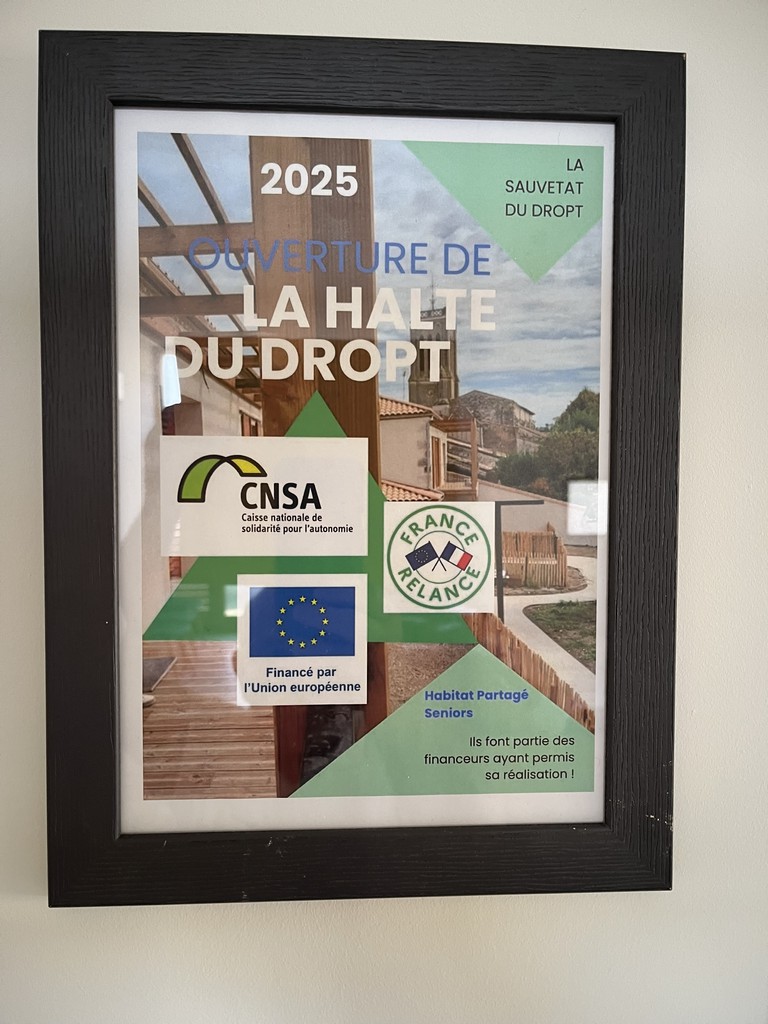 2025
LA
SAUVETAT
DU DROPT
OUVERTURE DE
LA HALTE
DU DROPT
CNSA
Caisse nationale de
solidarité pour l'autonomie
FRANCE
RELANCE
Financé par
l'Union européenne
Habitat Partagé
Seniors
Ils font partie des
financeurs ayant permis
sa réalisation !